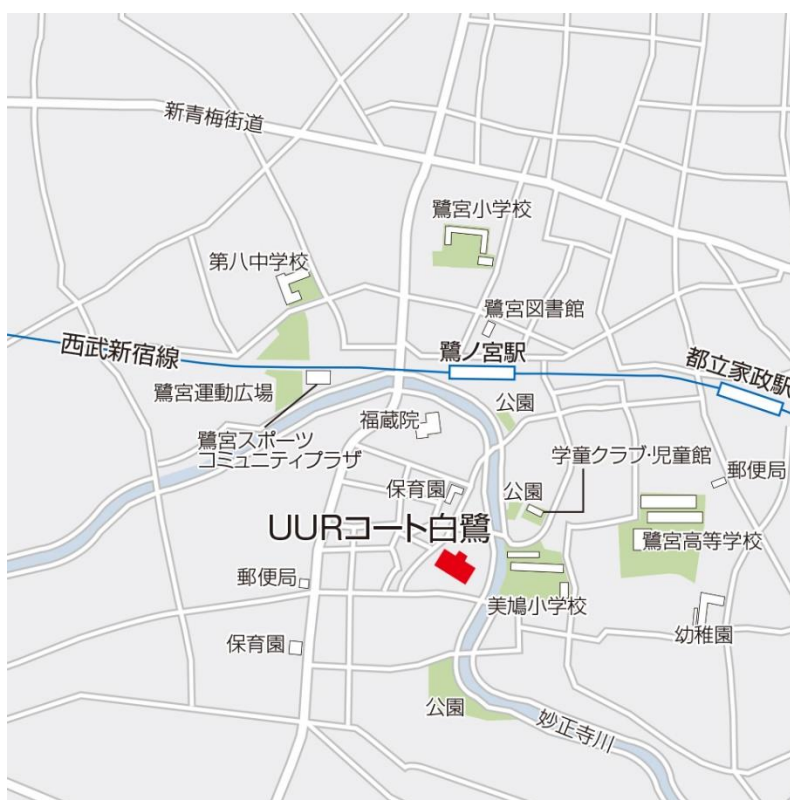 新青梅街道
鷺宮小学校
第八中学校
鷺宮図書館
西武新宿線
鷺ノ宮駅
都立家政駅
鷺宮運動広場
公園
福蔵院
鷺宮スポーツ
コミュニティプラザ
学童クラブ・児童館
郵便局
保育園
公園
UURコート白鷺
鷺宮高等学校
郵便局
美鳩小学校
幼稚園
保育園
公園
妙正寺川